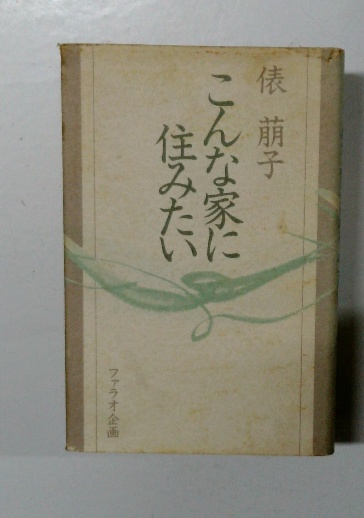 俵 萠子
こんな家に
住みたい
ファラオ企画